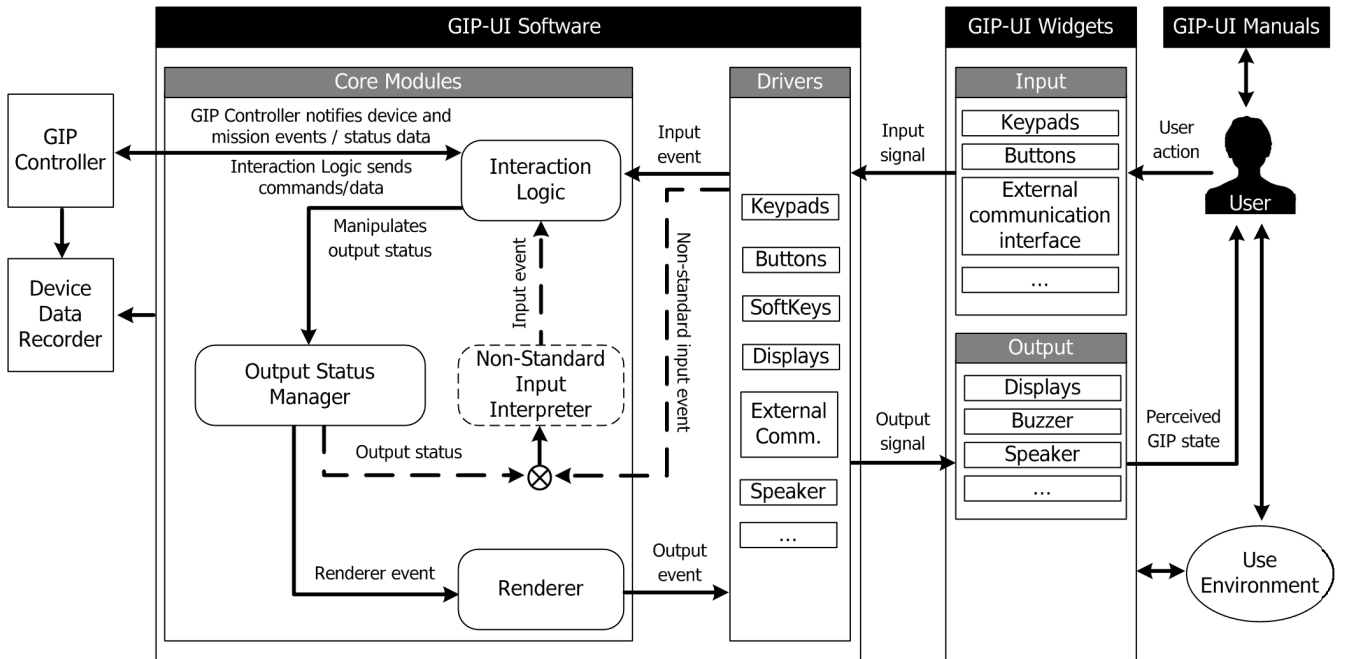 GIP-UI Software
GIP-UI Widgets
GIP-UI Manuals
Core Modules
Drivers
Input
GIP
Controller
Device
Data
Recorder
GIP Controller notifies device and
mission events / status data
Interaction Logic sends
commands/data
Interaction
Logic
Manipulates
output status
Input event
Output Status
Manager
Non-Standard
Input
Interpreter
Output status
Renderer event
Renderer
Input
event
Non-standard input event
Output
event
Keypads
Buttons
SoftKeys
Displays
External
Comm.
Speaker
...
Input
signal
Output
signal
Keypads
Buttons
External
communication
interface
...
Output
Displays
Buzzer
Speaker
...
User
action
User
Perceived
GIP state
Use
Environment